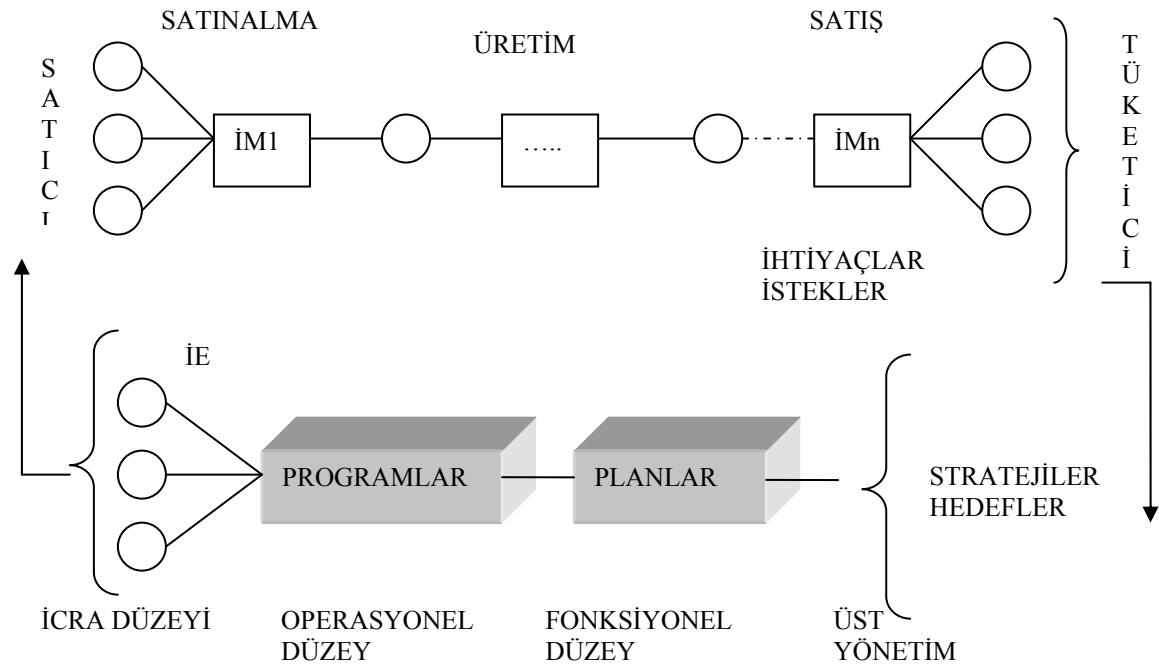 SATINALMA
ÜRETİM
SATIŞ
S
A
T
I
C
I
İM1
.....
İMn
T
Ü
K
E
T
İ
C
İ
İHTİYAÇLAR
İSTEKLER
İE
PROGRAMLAR
PLANLAR
STRATEJİLER
HEDEFLER
İCRA DÜZEYİ
OPERASYONEL
DÜZEY
FONKSİYONEL
DÜZEY
ÜST
YÖNETİM